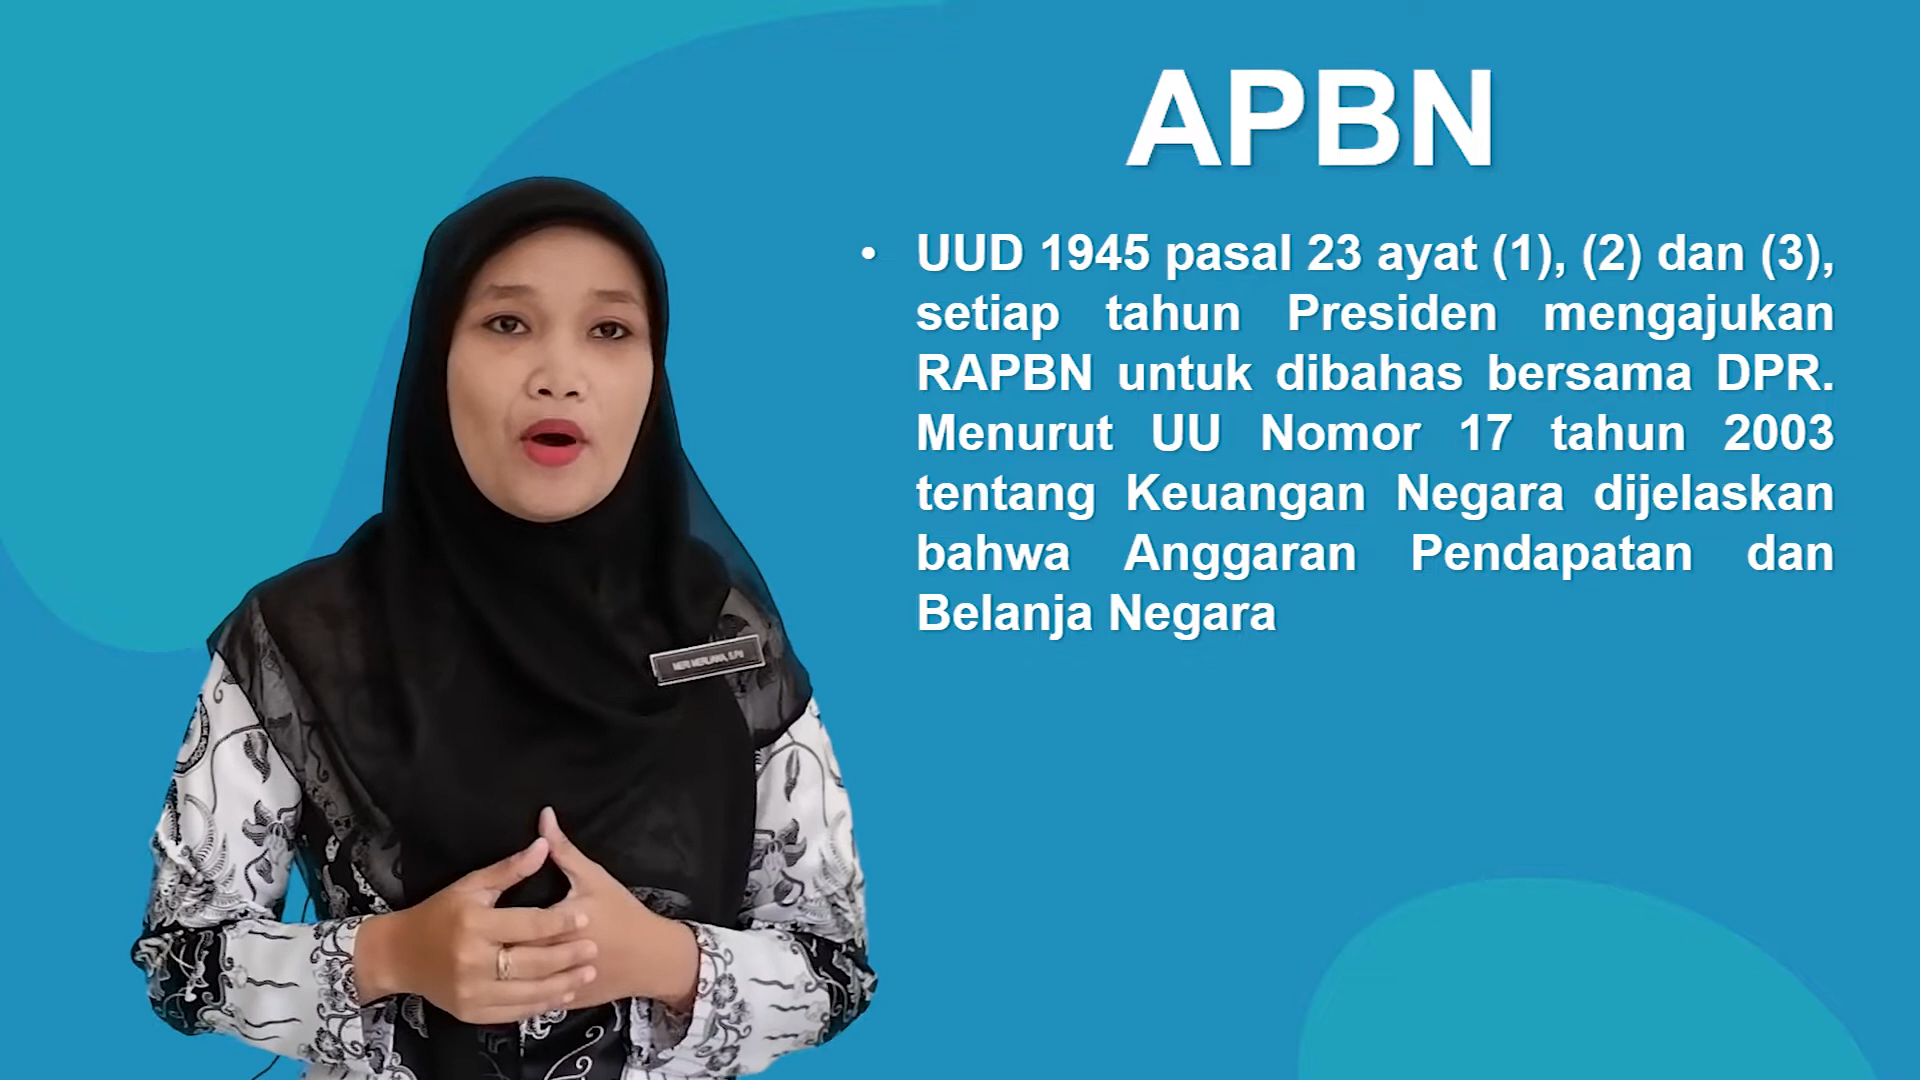 APBN
• UUD 1945 pasal 23 ayat (1), (2) dan (3),
setiap tahun Presiden mengajukan
RAPBN untuk dibahas bersama DPR.
Menurut UU Nomor 17 tahun 2003
tentang Keuangan Negara dijelaskan
bahwa Anggaran Pendapatan dan
Belanja Negara